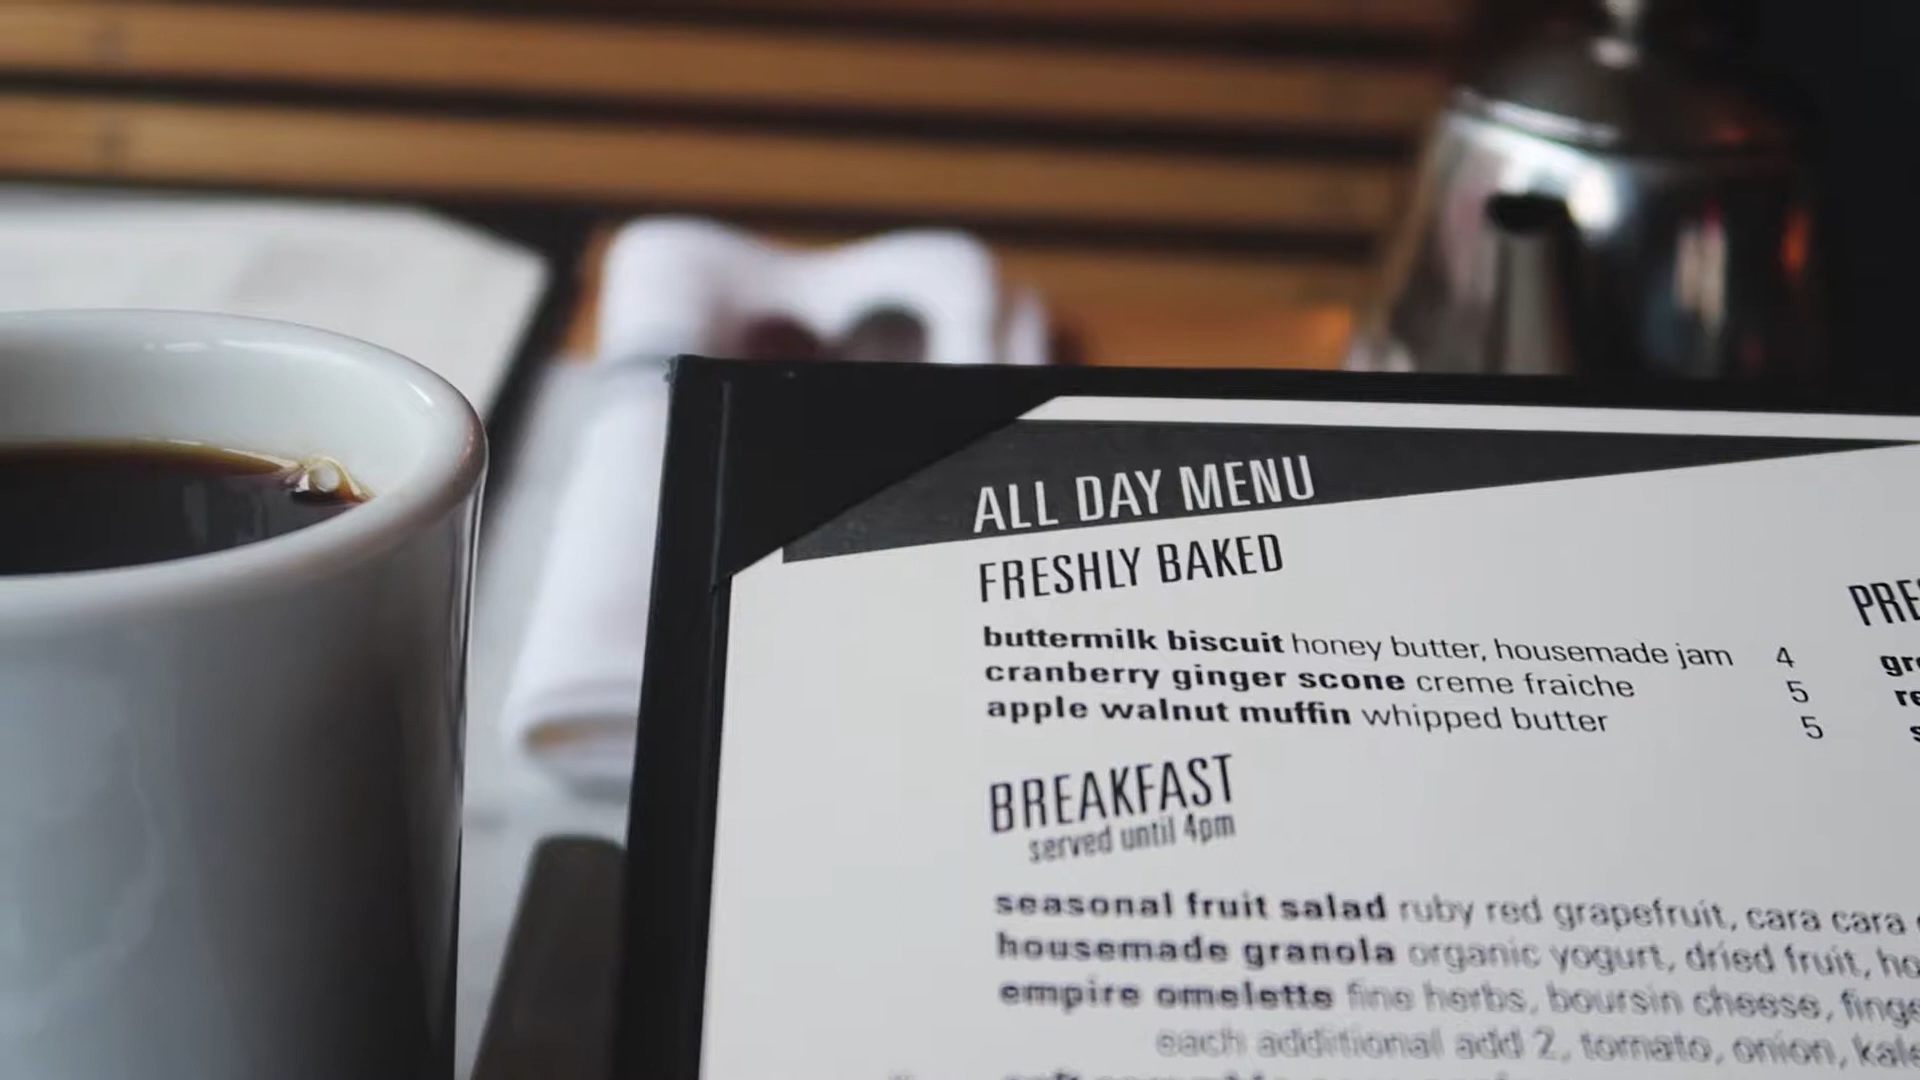 ALL DAY MENU
FRESHLY BAKED
buttermilk biscuit honey butter, housemade jam 4
cranberry ginger scone creme fraiche 5
apple walnut muffin whipped butter 5
BREAKFAST
served until 4pm
seasonal fruit salad ruby red grapefruit, cara cara
housemade granola organic yogurt, dried fruit,
empire omelette fine herbs, boursin cheese,
each additional add 2, tomato, onion,